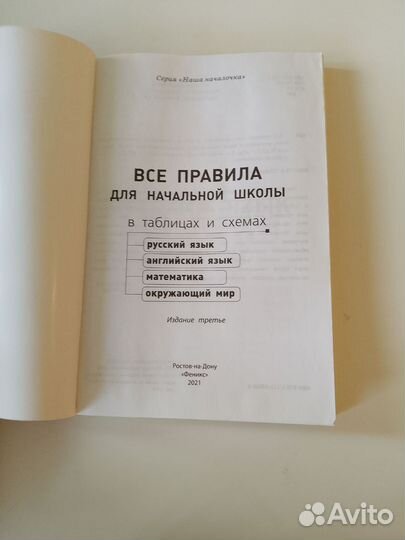 Серия «Наша началочка»
ВСЕ ПРАВИЛА
ДЛЯ НАЧАЛЬНОЙ ШКОЛЫ
в таблицах и схемах
русский язык
английский язык
математика
окружающий мир
Издание третье
Ростов-на-Дону
«Феникс»
2021
Avito